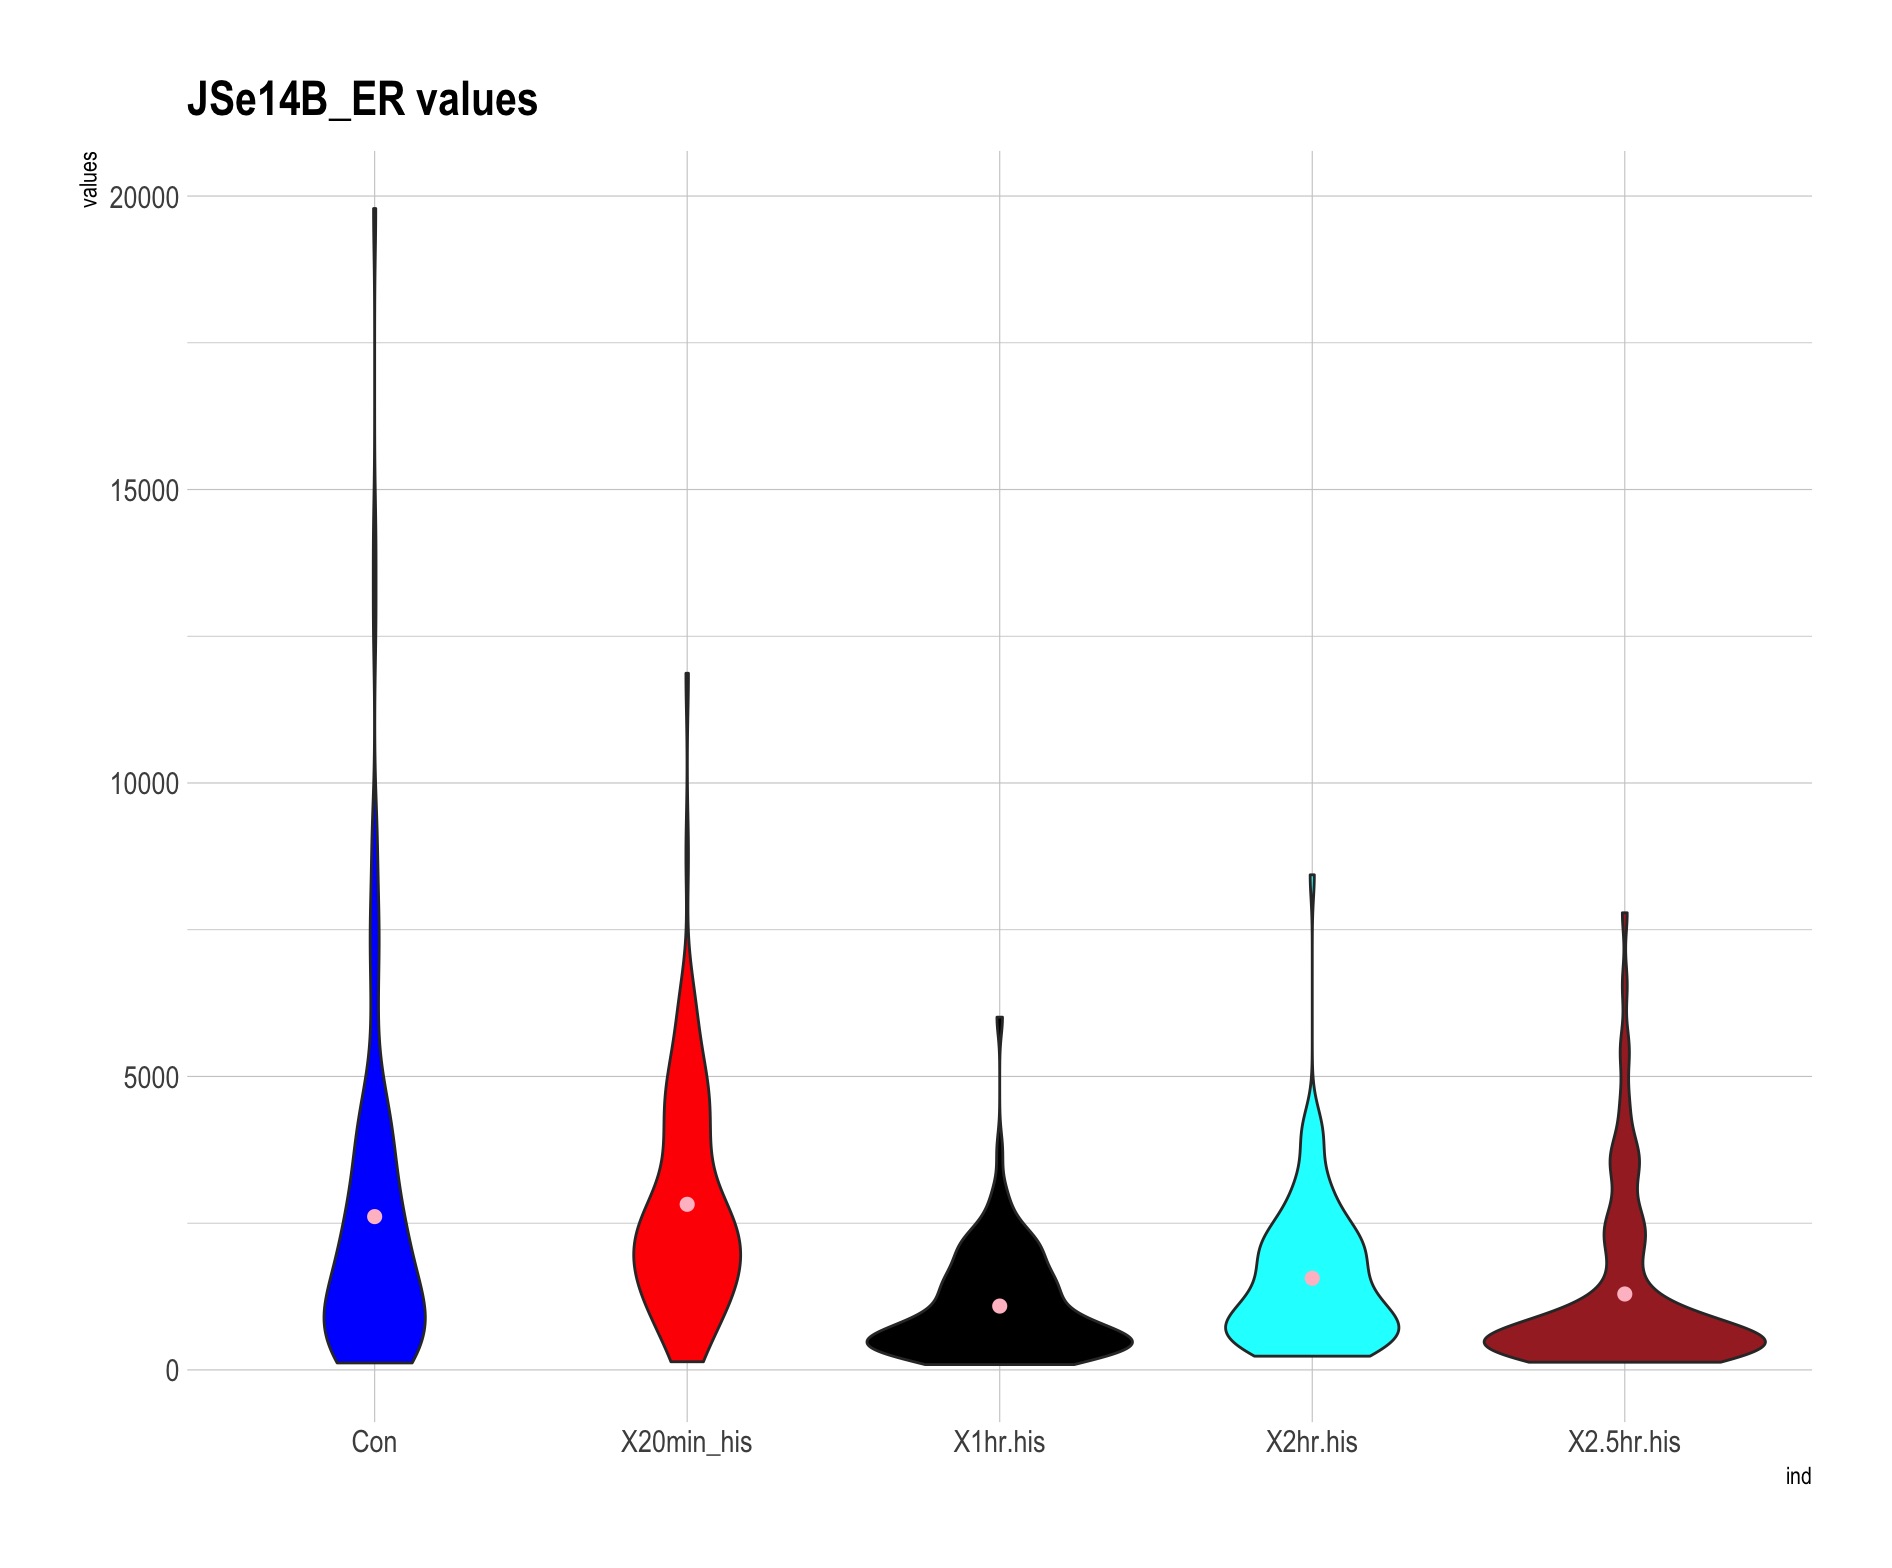 JSe14B_ER values
values
20000
15000
10000
5000
0
Con X20min_his X1hr.his X2hr.his X2.5hr.his
ind